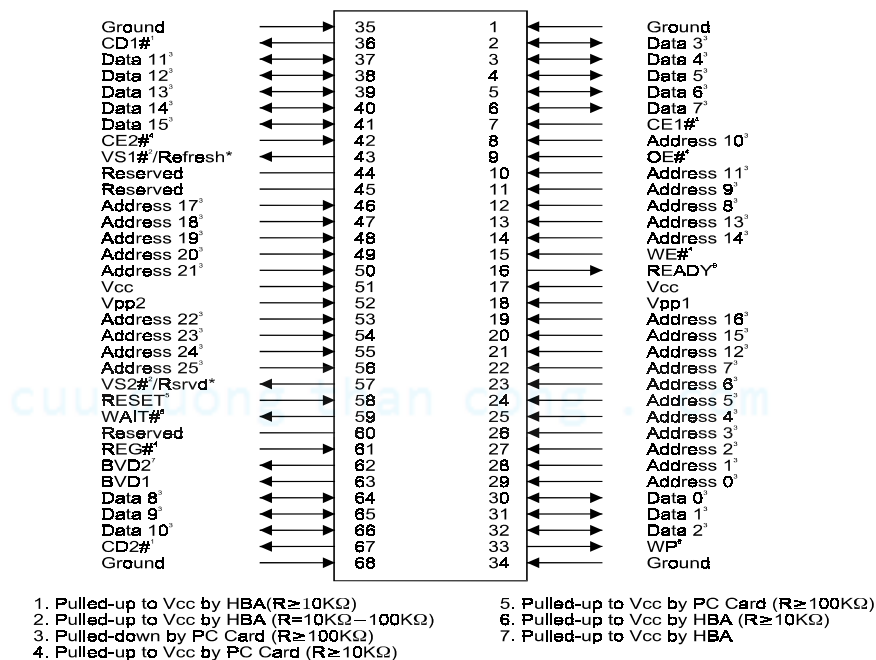 Ground 35 1 Ground
CD1#¹ 36 2 Data 3³
Data 11³ 37 3 Data 4³
Data 12³ 38 4 Data 5³
Data 13³ 39 5 Data 6³
Data 14³ 40 6 Data 7³
Data 15³ 41 7 CE1#⁴
CE2#⁴ 42 8 Address 10³
VS1#²/Refresh* 43 9 OE#⁴
Reserved 44 10 Address 11³
Reserved 45 11 Address 9³
Address 17³ 46 12 Address 8³
Address 18³ 47 13 Address 13³
Address 19³ 48 14 Address 14³
Address 20³ 49 15 WE#⁴
Address 21³ 50 16 READY⁶
Vcc 51 17 Vcc
Vpp2 52 18 Vpp1
Address 22³ 53 19 Address 16³
Address 23³ 54 20 Address 15³
Address 24³ 55 21 Address 12³
Address 25³ 56 22 Address 7³
VS2#²/Rsrvd* 57 23 Address 6³
RESET⁵ 58 24 Address 5³
cuu duong than cong . com
WAIT#⁶ 59 25 Address 4³
Reserved 60 26 Address 3³
REG#⁴ 61 27 Address 2³
BVD2⁷ 62 28 Address 1³
BVD1 63 29 Address 0³
Data 8³ 64 30 Data 0³
Data 9³ 65 31 Data 1³
Data 10³ 66 32 Data 2³
CD2#¹ 67 33 WP⁶
Ground 68 34 Ground
1. Pulled-up to Vcc by HBA(R≥10KΩ)
2. Pulled-up to Vcc by HBA (R=10KΩ−100KΩ)
3. Pulled-down by PC Card (R≥100KΩ)
4. Pulled-up to Vcc by PC Card (R≥10KΩ)
5. Pulled-up to Vcc by PC Card (R≥100KΩ)
6. Pulled-up to Vcc by HBA (R≥10KΩ)
7. Pulled-up to Vcc by HBA